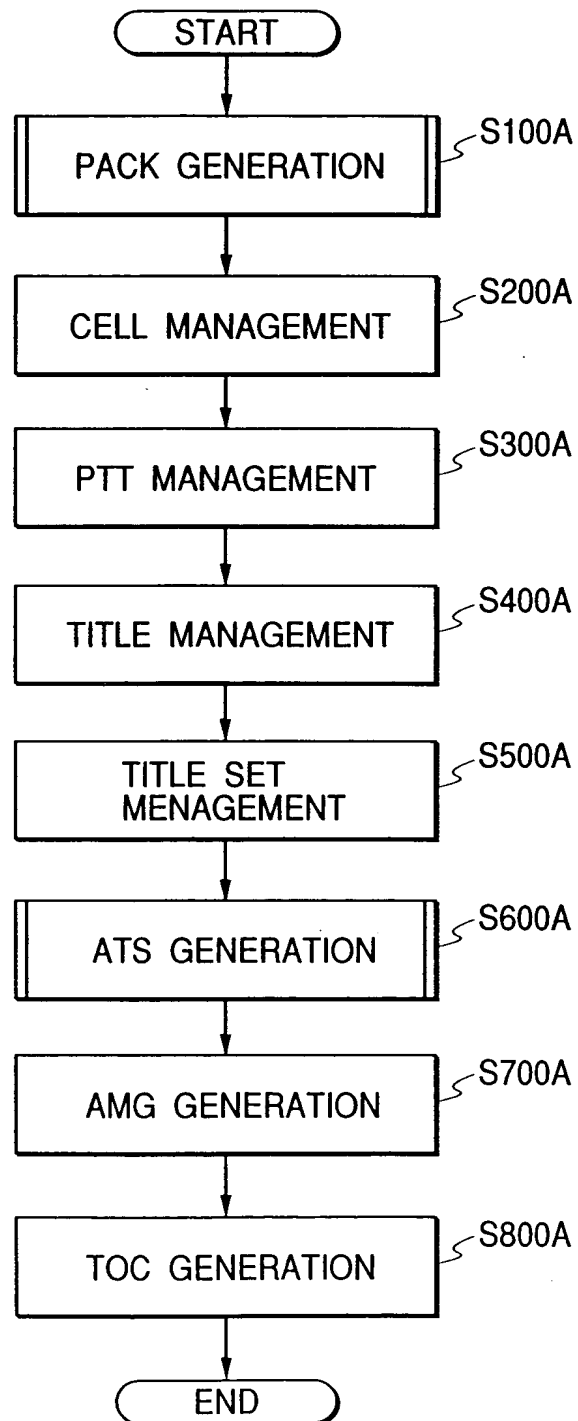 START
PACK GENERATION
S100A
CELL MANAGEMENT
S200A
PTT MANAGEMENT
S300A
TITLE MANAGEMENT
S400A
TITLE SET
MENAGEMENT
S500A
ATS GENERATION
S600A
AMG GENERATION
S700A
TOC GENERATION
S800A
END